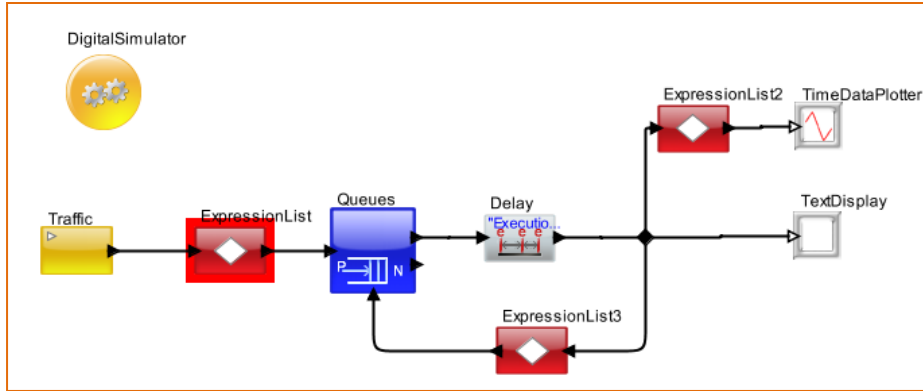 DigitalSimulator
ExpressionList2
TimeDataPlotter
Traffic
ExpressionList
Queues
P
N
Delay
"Executio...
e e e
TextDisplay
ExpressionList3